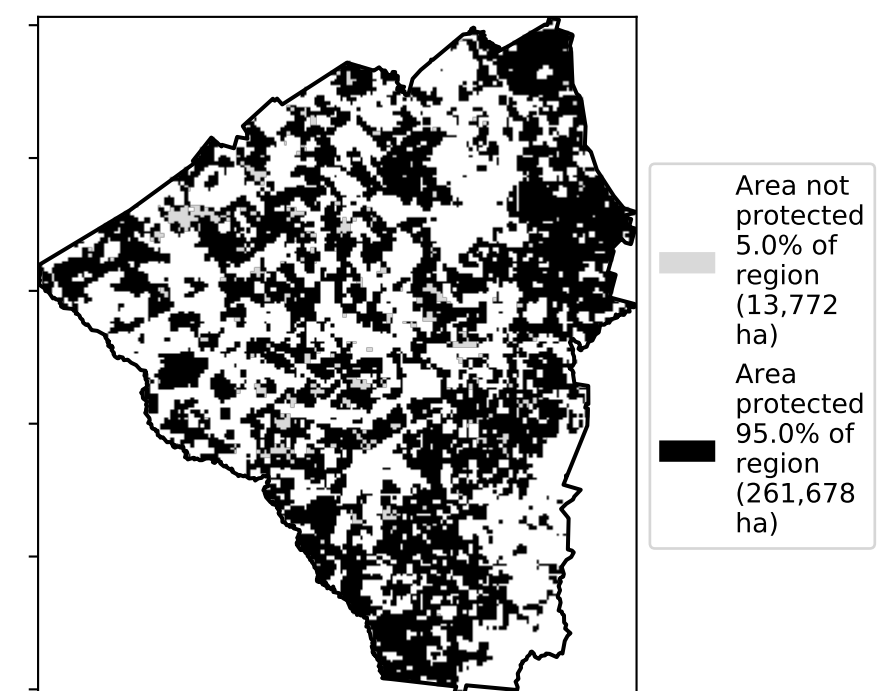 Area not
protected
5.0% of
region
(13,772
ha)
Area
protected
95.0% of
region
(261,678
ha)